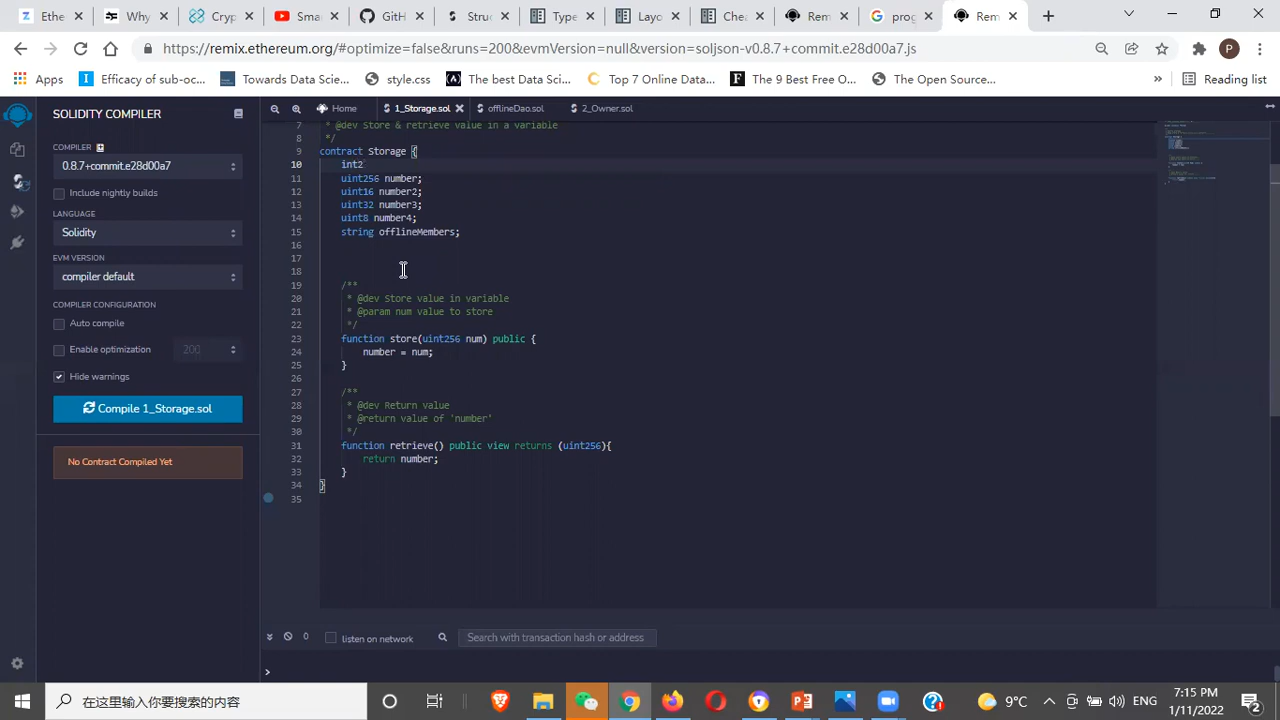 Ethe
Why
Cryp
Sma
GitH
Struc
Type
Layo
Chea
Rem
prog
Rem
https://remix.ethereum.org/#optimize=false&runs=200&evmVersion=null&version=soljson-v0.8.7+commit.e28d00a7.js
P
Apps
Efficacy of sub-oc...
Towards Data Scie...
style.css
The best Data Sci...
Top 7 Online Data...
The 9 Best Free O...
The Open Source...
»
Reading list
SOLIDITY COMPILER
COMPILER
0.8.7+commit.e28d00a7
Include nightly builds
LANGUAGE
Solidity
EVM VERSION
compiler default
COMPILER CONFIGURATION
Auto compile
Enable optimization
200
Hide warnings
Compile 1_Storage.sol
No Contract Compiled Yet
Home
1_Storage.sol
offlineDao.sol
2_Owner.sol
7 * @dev Store & retrieve value in a variable
8 */
9 contract Storage {
10 int2
11 uint256 number;
12 uint16 number2;
13 uint32 number3;
14 uint8 number4;
15 string offlineMembers;
16
17
18
19 /**
20 * @dev Store value in variable
21 * @param num value to store
22 */
23 function store(uint256 num) public {
24 number = num;
25 }
26
27 /**
28 * @dev Return value
29 * @return value of 'number'
30 */
31 function retrieve() public view returns (uint256){
32 return number;
33 }
34 }
35
0
listen on network
Search with transaction hash or address
>
在这里输入你要搜索的内容
9°C
ENG
7:15 PM
1/11/2022
2